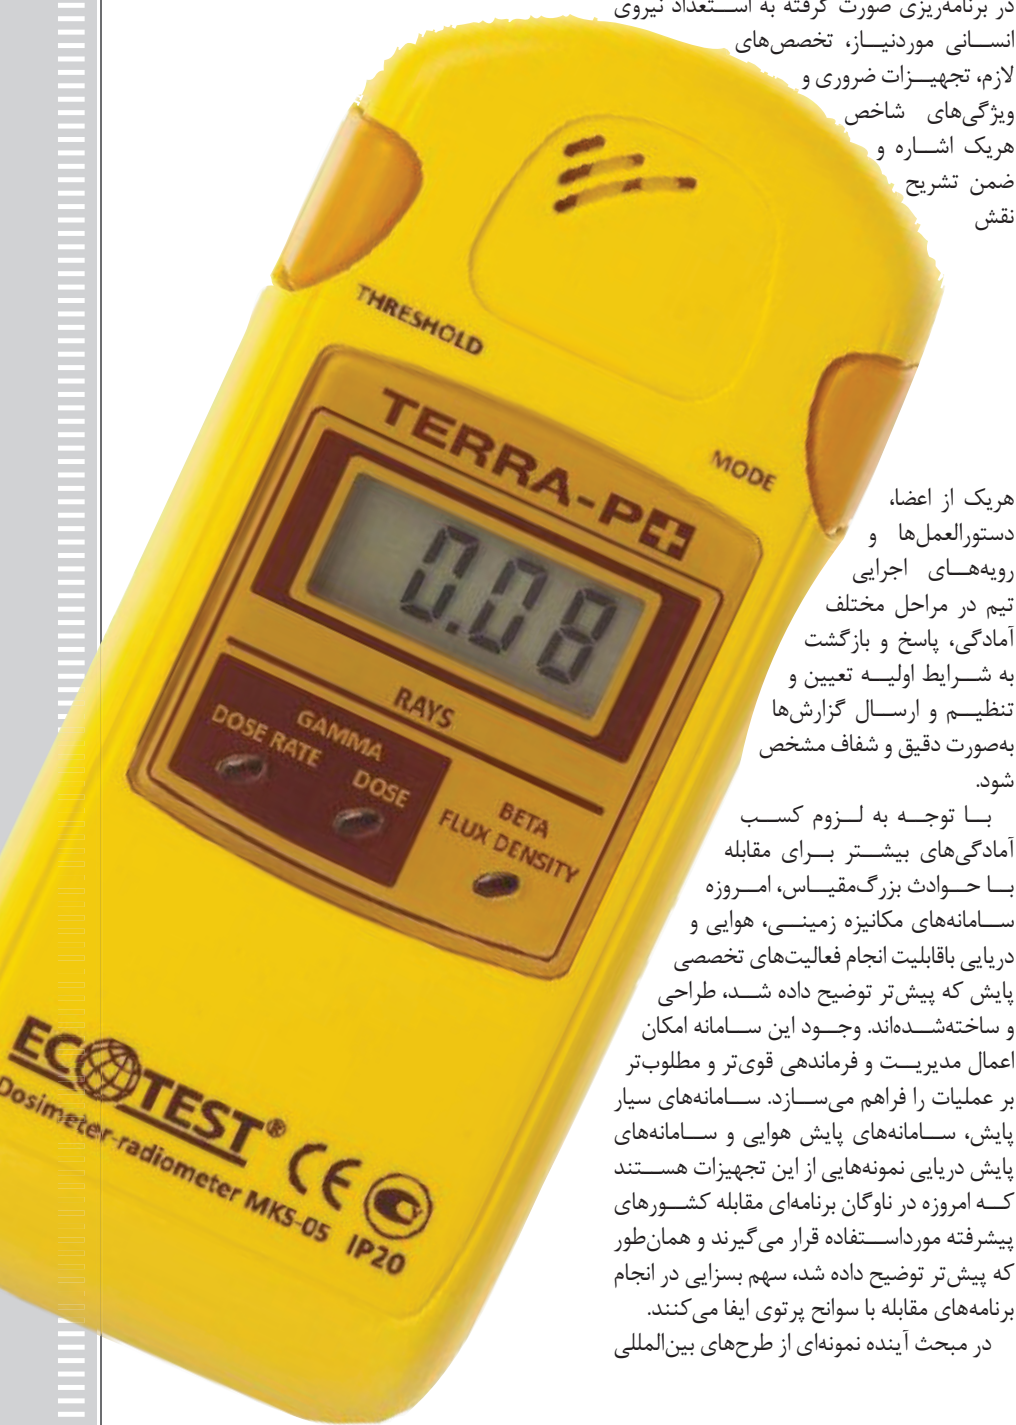 در برنامه‌ریزی صورت گرفته به استعداد نیروی
انسانی موردنیاز، تخصص‌های
لازم، تجهیزات ضروری و
ویژگی‌های شاخص
هریک اشاره و
ضمن تشریح
نقش
هریک از اعضا،
دستورالعمل‌ها و
رویه‌های اجرایی
تیم در مراحل مختلف
آمادگی، پاسخ و بازگشت
به شرایط اولیه تعیین و
تنظیم و ارسال گزارش‌ها
به‌صورت دقیق و شفاف مشخص
شود.
با توجه به لزوم کسب
آمادگی‌های بیشتر برای مقابله
با حوادث بزرگ‌مقیاس، امروزه
سامانه‌های مکانیزه زمینی، هوایی و
دریایی باقابلیت انجام فعالیت‌های تخصصی
پایش که پیش‌تر توضیح داده شد، طراحی
و ساخته‌شده‌اند. وجود این سامانه امکان
اعمال مدیریت و فرماندهی قوی‌تر و مطلوب‌تر
بر عملیات را فراهم می‌سازد. سامانه‌های سیار
پایش، سامانه‌های پایش هوایی و سامانه‌های
پایش دریایی نمونه‌هایی از این تجهیزات هستند
که امروزه در ناوگان برنامه‌ای مقابله کشورهای
پیشرفته مورداستفاده قرار می‌گیرند و همان‌طور
که پیش‌تر توضیح داده شد، سهم بسزایی در انجام
برنامه‌های مقابله با سوانح پرتوی ایفا می‌کنند.
در مبحث آینده نمونه‌ای از طرح‌های بین‌المللی
THRESHOLD
MODE
TERRA-P+
0.08
RAYS
GAMMA
DOSE RATE
DOSE
BETA
FLUX DENSITY
ECOTEST®
Dosimeter-radiometer MKS-05
CE
IP20